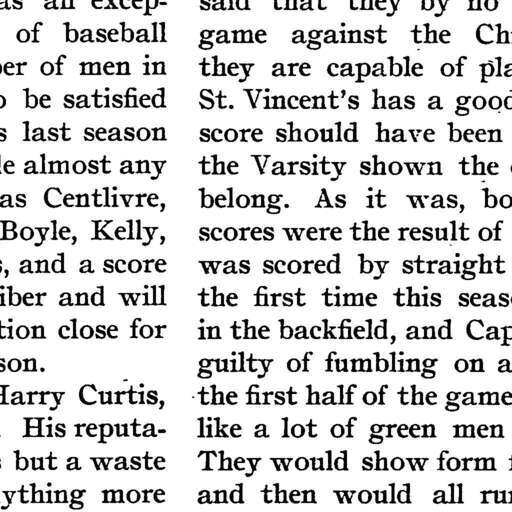 as an excep-
of baseball
er of men in
be satisfied
s last season
le almost any
as Centlivre,
Boyle, Kelly,
s, and a score
iber and will
tion close for
son.
Harry Curtis,
His reputa-
s but a waste
ything more
said that they by no
game against the Ch
they are capable of pla
St. Vincent's has a good
score should have been
the Varsity shown the
belong. As it was, bo
scores were the result of
was scored by straight
the first time this seas
in the backfield, and Cap
guilty of fumbling on a
the first half of the game
like a lot of green men
They would show form f
and then would all ru